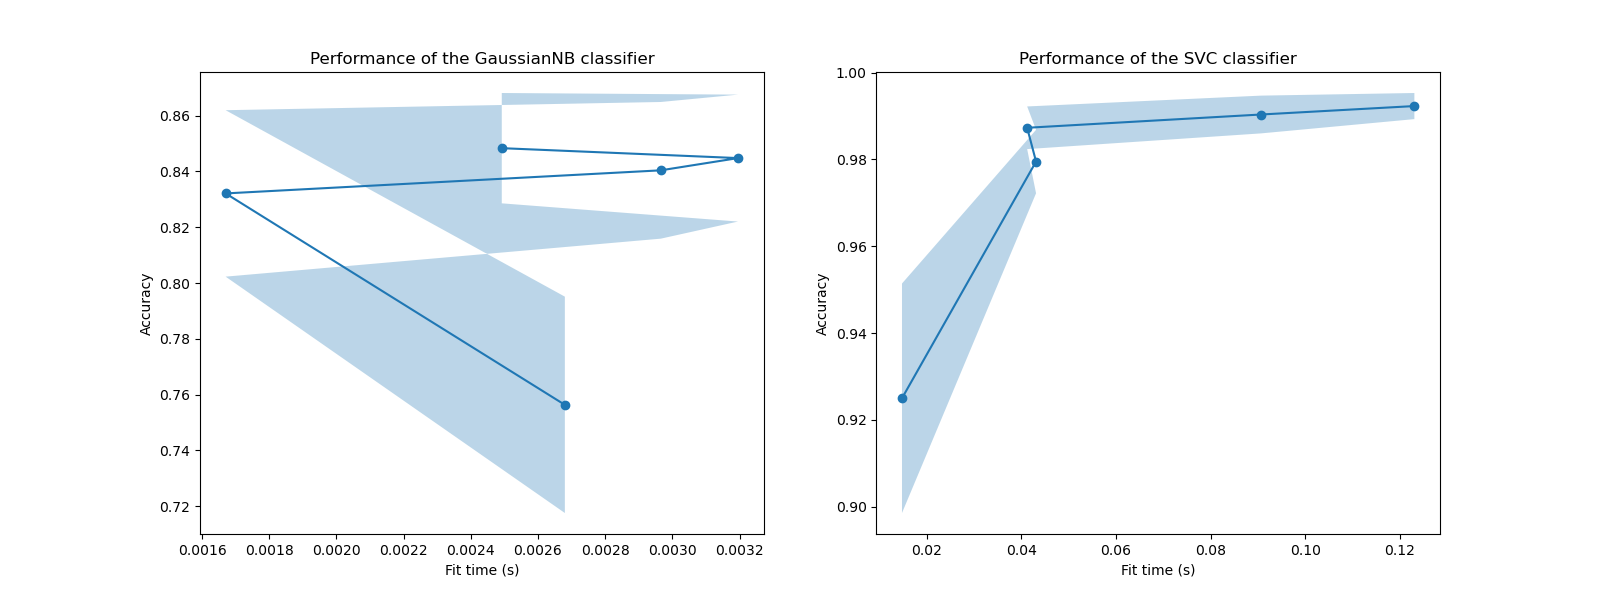 Performance of the GaussianNB classifier
Accuracy
0.86
0.84
0.82
0.80
0.78
0.76
0.74
0.72
0.0016 0.0018 0.0020 0.0022 0.0024 0.0026 0.0028 0.0030 0.0032
Fit time (s)
Performance of the SVC classifier
Accuracy
1.00
0.98
0.96
0.94
0.92
0.90
0.02 0.04 0.06 0.08 0.10 0.12
Fit time (s)